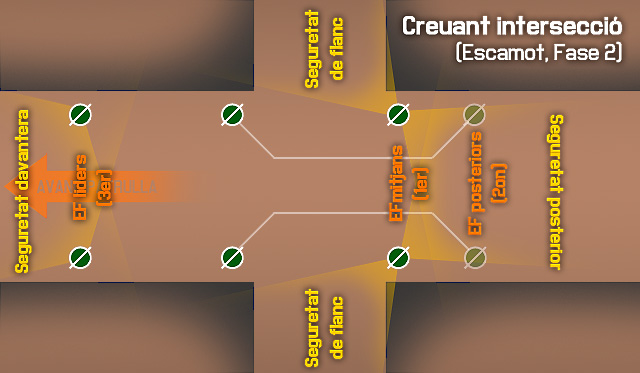 Creuant intersecció
(Escamot, Fase 2)
Seguretat
de flanc
Seguretat davantera
EF líders
(3er)
EF mitjans
(1er)
EF posteriors
(2on)
Seguretat posterior
Seguretat
de flanc